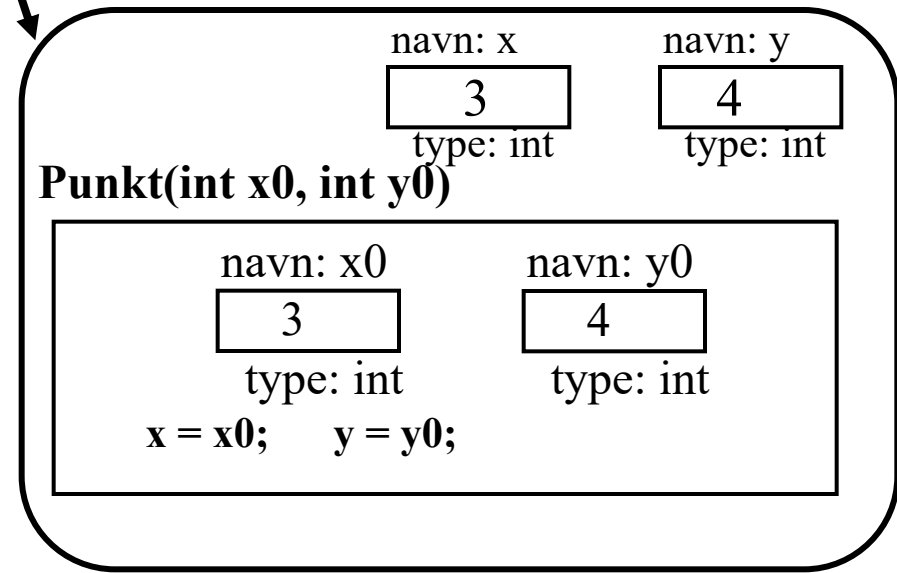 navn: x navn: y
3 4
type: int type: int
Punkt(int x0, int y0)
navn: x0 navn: y0
3 4
type: int type: int
x = x0; y = y0;